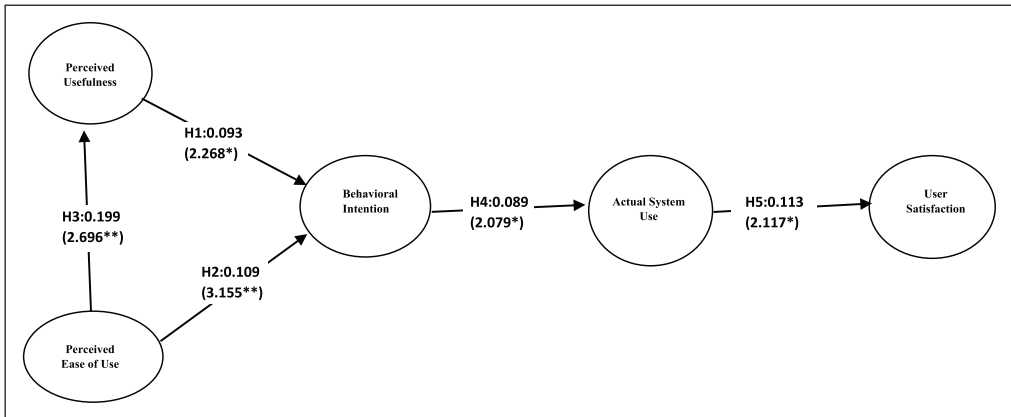 Perceived
Usefulness
H1:0.093
(2.268*)
Behavioral
Intention
H4:0.089
(2.079*)
Actual System
Use
H5:0.113
(2.117*)
User
Satisfaction
H3:0.199
(2.696**)
H2:0.109
(3.155**)
Perceived
Ease of Use